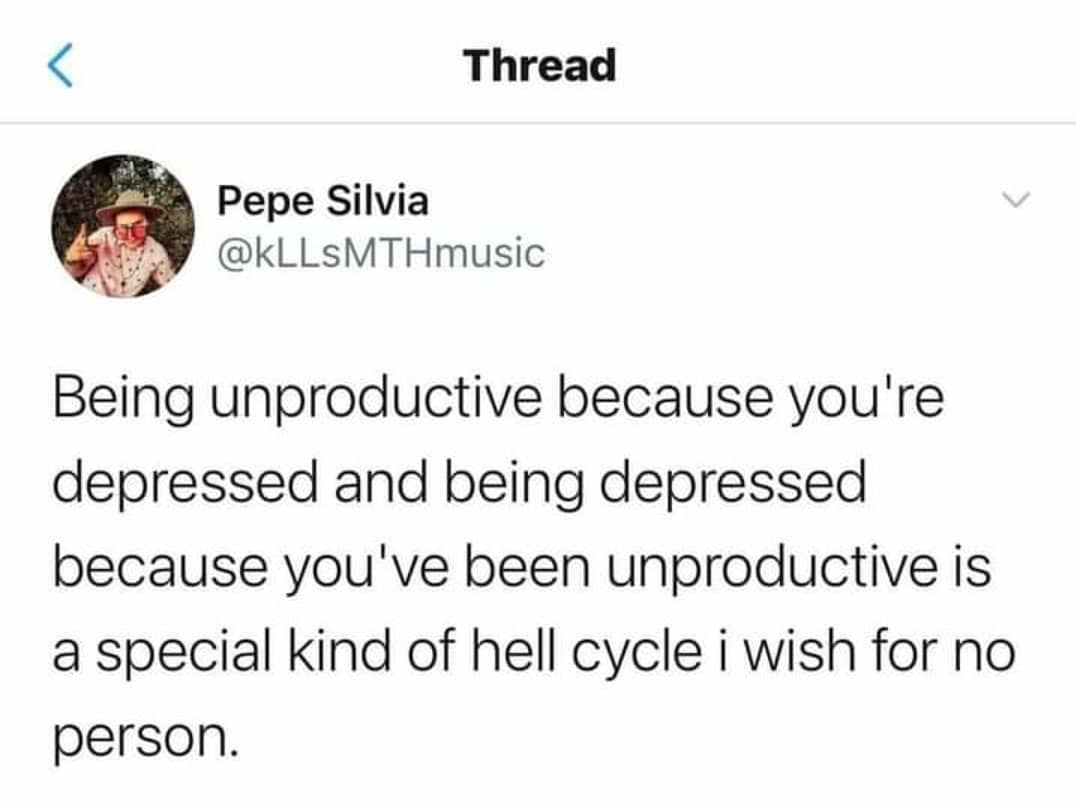 Thread
Pepe Silvia
@kLLsMTHmusic
Being unproductive because you're
depressed and being depressed
because you've been unproductive is
a special kind of hell cycle i wish for no
person.